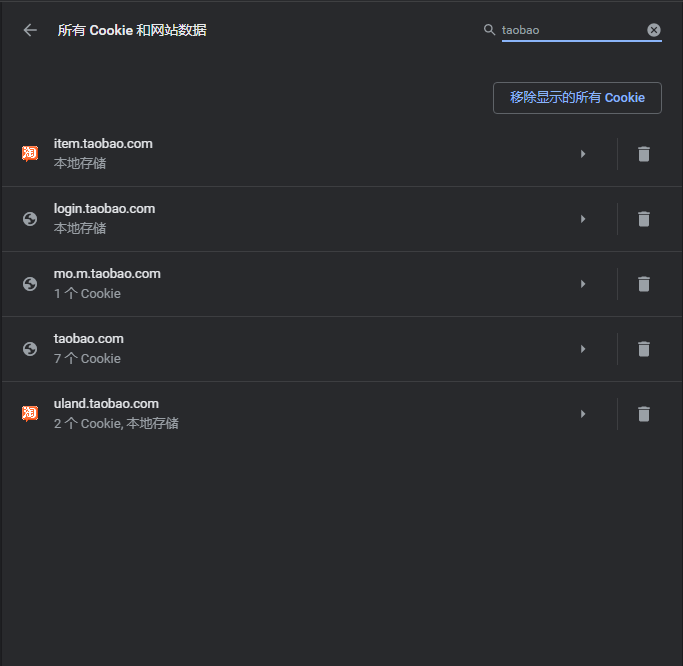 所有 Cookie 和网站数据
taobao
移除显示的所有 Cookie
淘
item.taobao.com
本地存储
login.taobao.com
本地存储
mo.m.taobao.com
1 个 Cookie
taobao.com
7 个 Cookie
淘
uland.taobao.com
2 个 Cookie, 本地存储